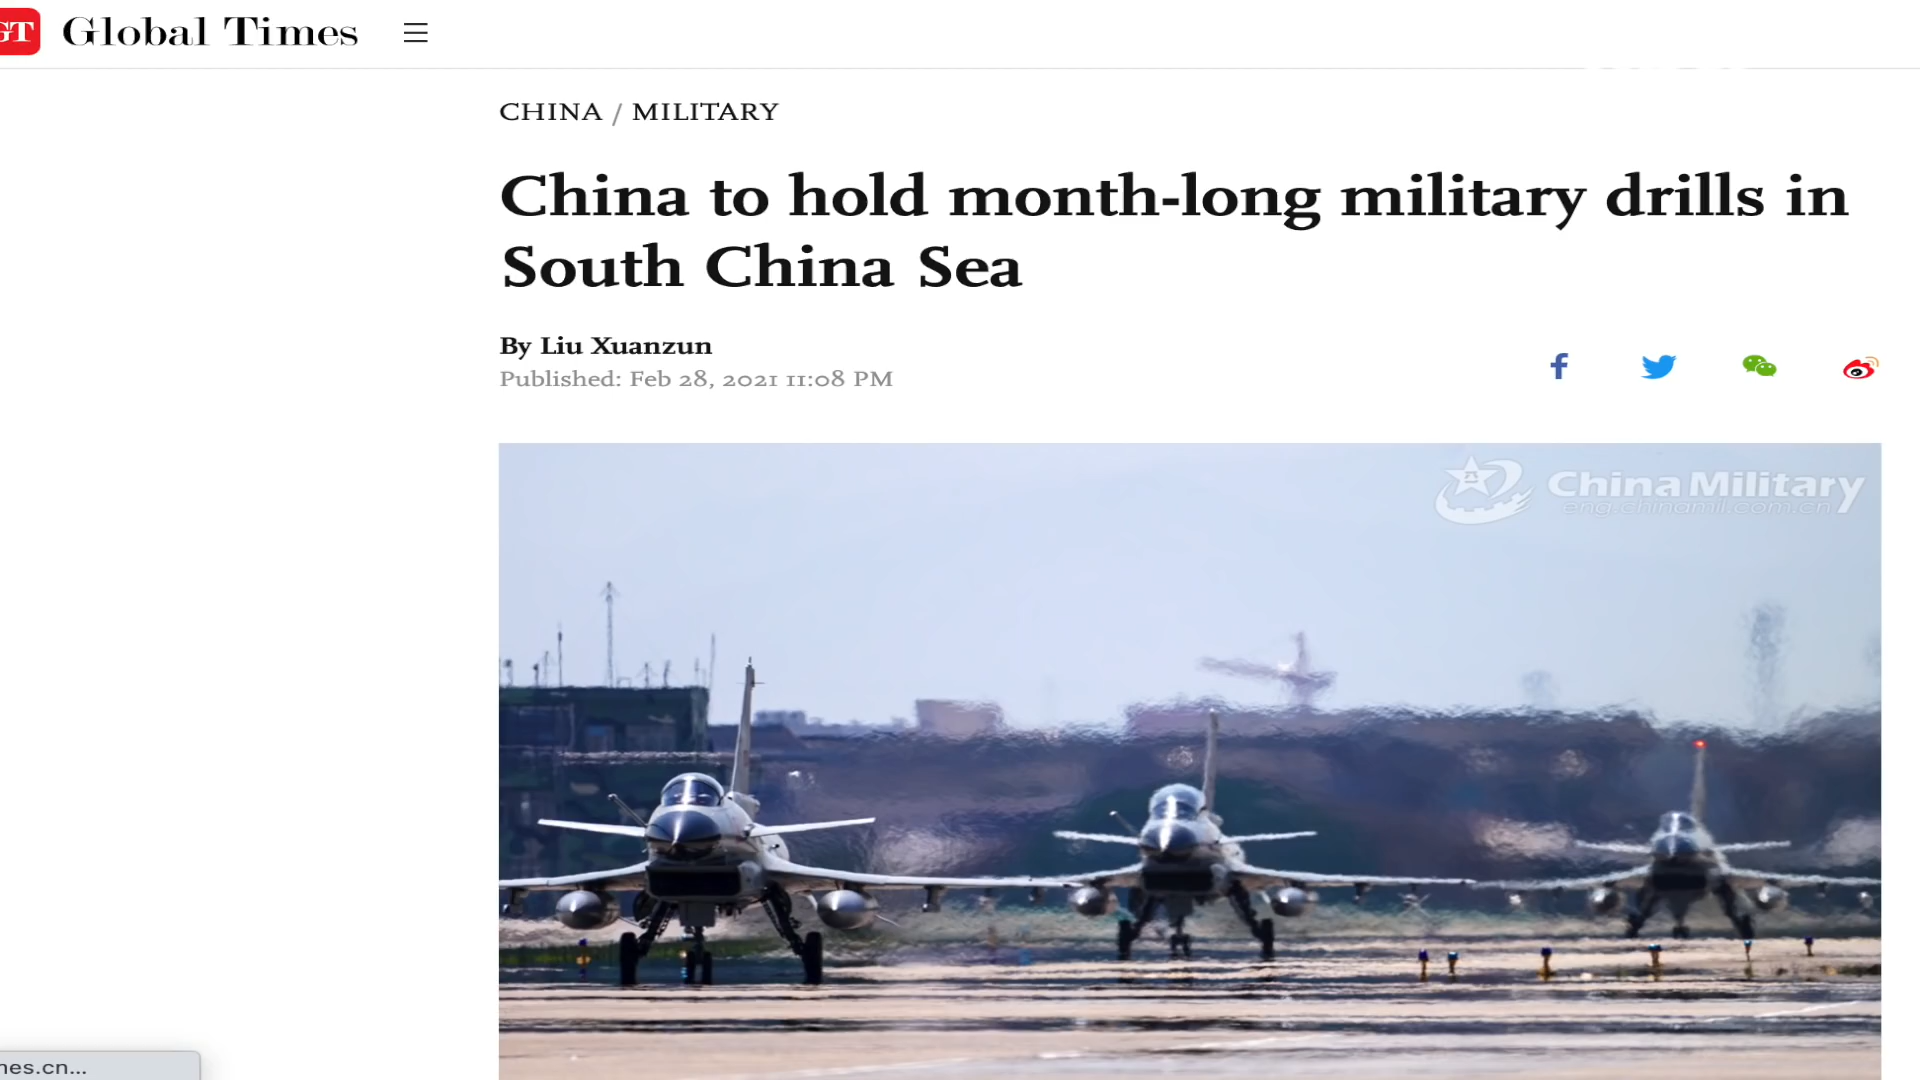 GT Global Times
CHINA / MILITARY
China to hold month-long military drills in
South China Sea
By Liu Xuanzun
Published: Feb 28, 2021 11:08 PM
China Military
eng.chinamil.com.cn
mes.cn...